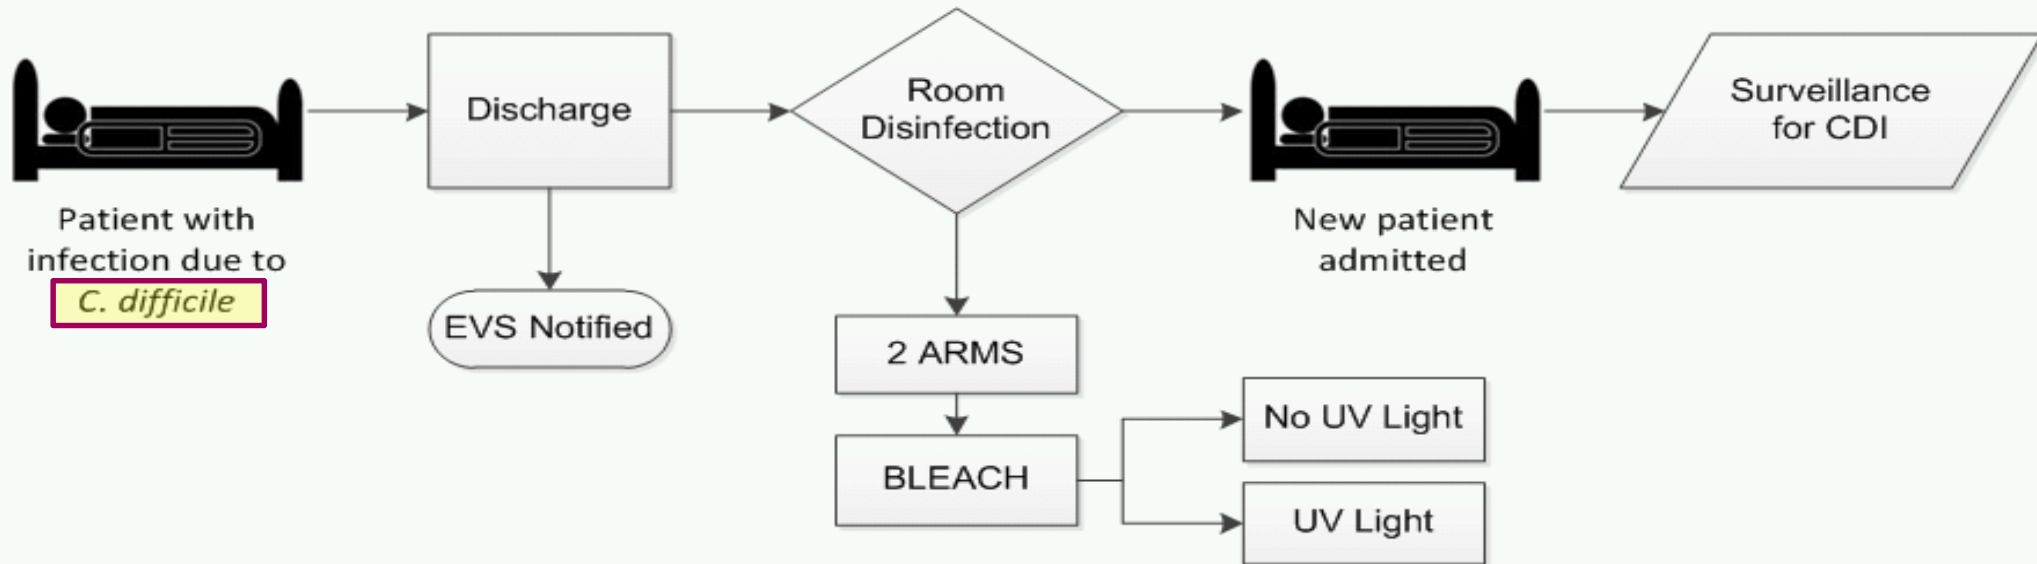 Patient with
infection due to
C. difficile
Discharge
EVS Notified
Room
Disinfection
2 ARMS
BLEACH
No UV Light
UV Light
New patient
admitted
Surveillance
for CDI